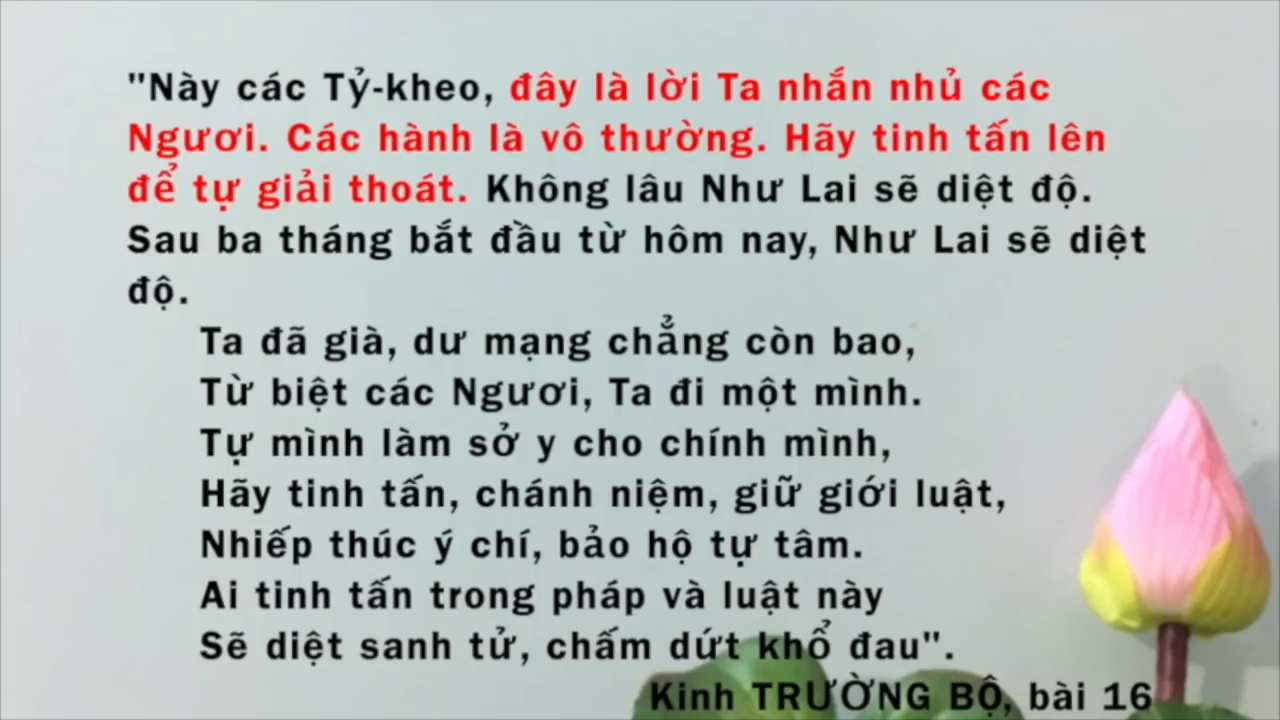 "Này các Tỷ-kheo, đây là lời Ta nhắn nhủ các
Ngươi. Các hành là vô thường. Hãy tinh tấn lên
để tự giải thoát. Không lâu Như Lai sẽ diệt độ.
Sau ba tháng bắt đầu từ hôm nay, Như Lai sẽ diệt
độ.
Ta đã già, dư mạng chẳng còn bao,
Từ biệt các Ngươi, Ta đi một mình.
Tự mình làm sở y cho chính mình,
Hãy tinh tấn, chánh niệm, giữ giới luật,
Nhiếp thúc ý chí, bảo hộ tự tâm.
Ai tinh tấn trong pháp và luật này
Sẽ diệt sanh tử, chấm dứt khổ đau".
Kinh TRƯỜNG BỘ, bài 16